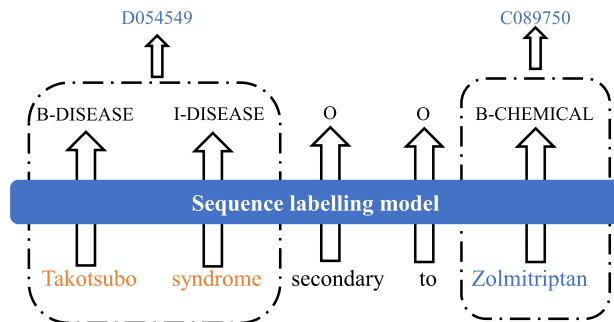 D054549 C089750
B-DISEASE I-DISEASE O O B-CHEMICAL
Sequence labelling model
Takotsubo syndrome secondary to Zolmitriptan